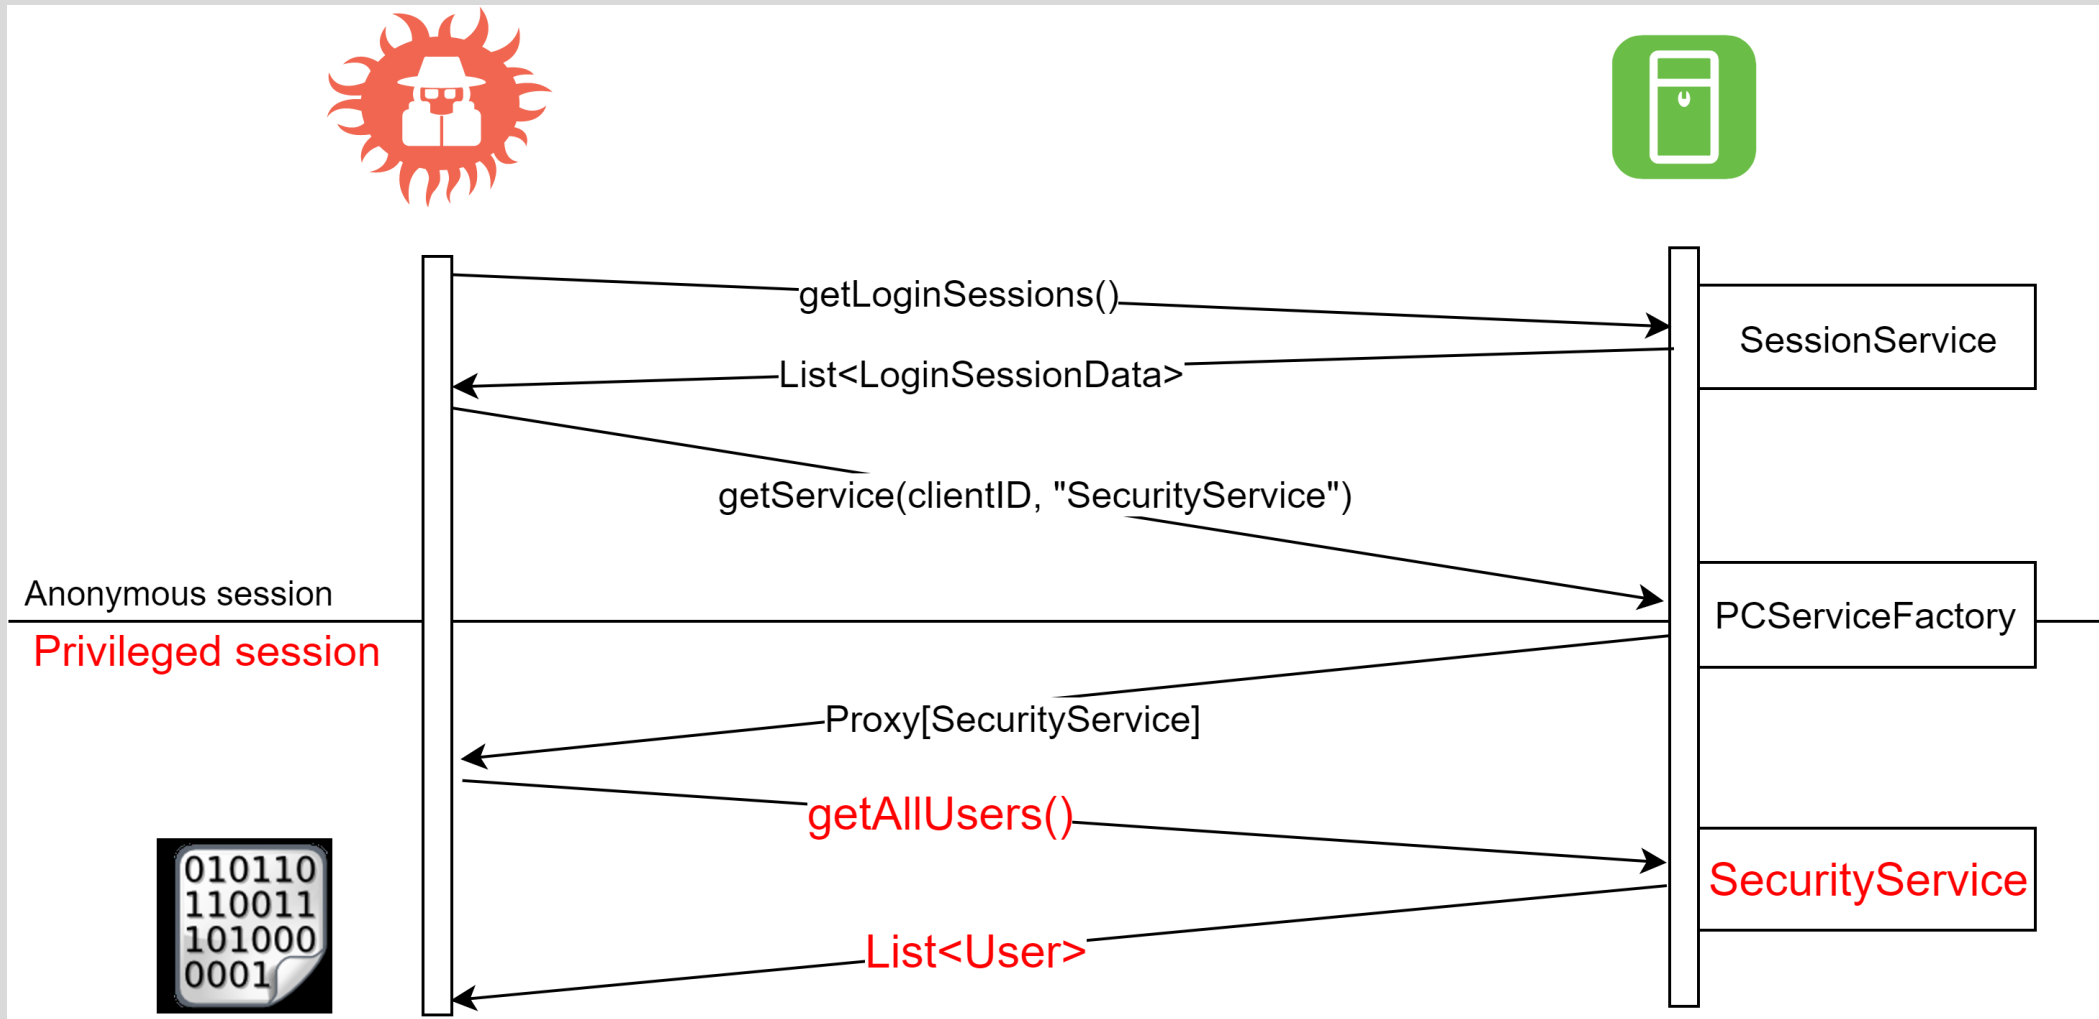 getLoginSessions()
SessionService
List<LoginSessionData>
getService(clientID, "SecurityService")
Anonymous session
PCServiceFactory
Privileged session
Proxy[SecurityService]
getAllUsers()
SecurityService
List<User>
010110
110011
101000
0001